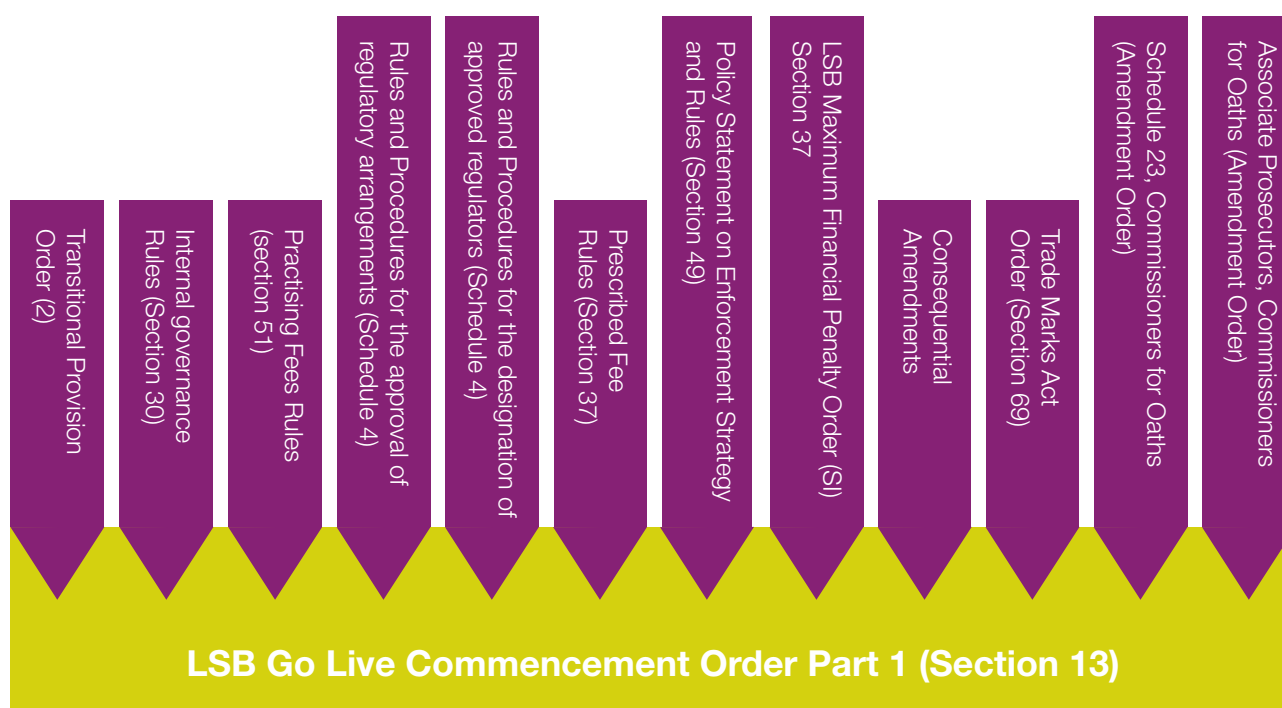 Transitional Provision
Order (2)
Internal governance
Rules (Section 30)
Practising Fees Rules
(section 51)
Rules and Procedures for the approval of
regulatory arrangements (Schedule 4)
Rules and Procedures for the designation of
approved regulators (Schedule 4)
Prescribed Fee
Rules (Section 37)
Policy Statement on Enforcement Strategy
and Rules (Section 49)
LSB Maximum Financial Penalty Order (SI)
Section 37
Consequential
Amendments
Trade Marks Act
Order (Section 69)
Schedule 23, Commissioners for Oaths
(Amendment Order)
Associate Prosecutors, Commissioners
for Oaths (Amendment Order)
LSB Go Live Commencement Order Part 1 (Section 13)